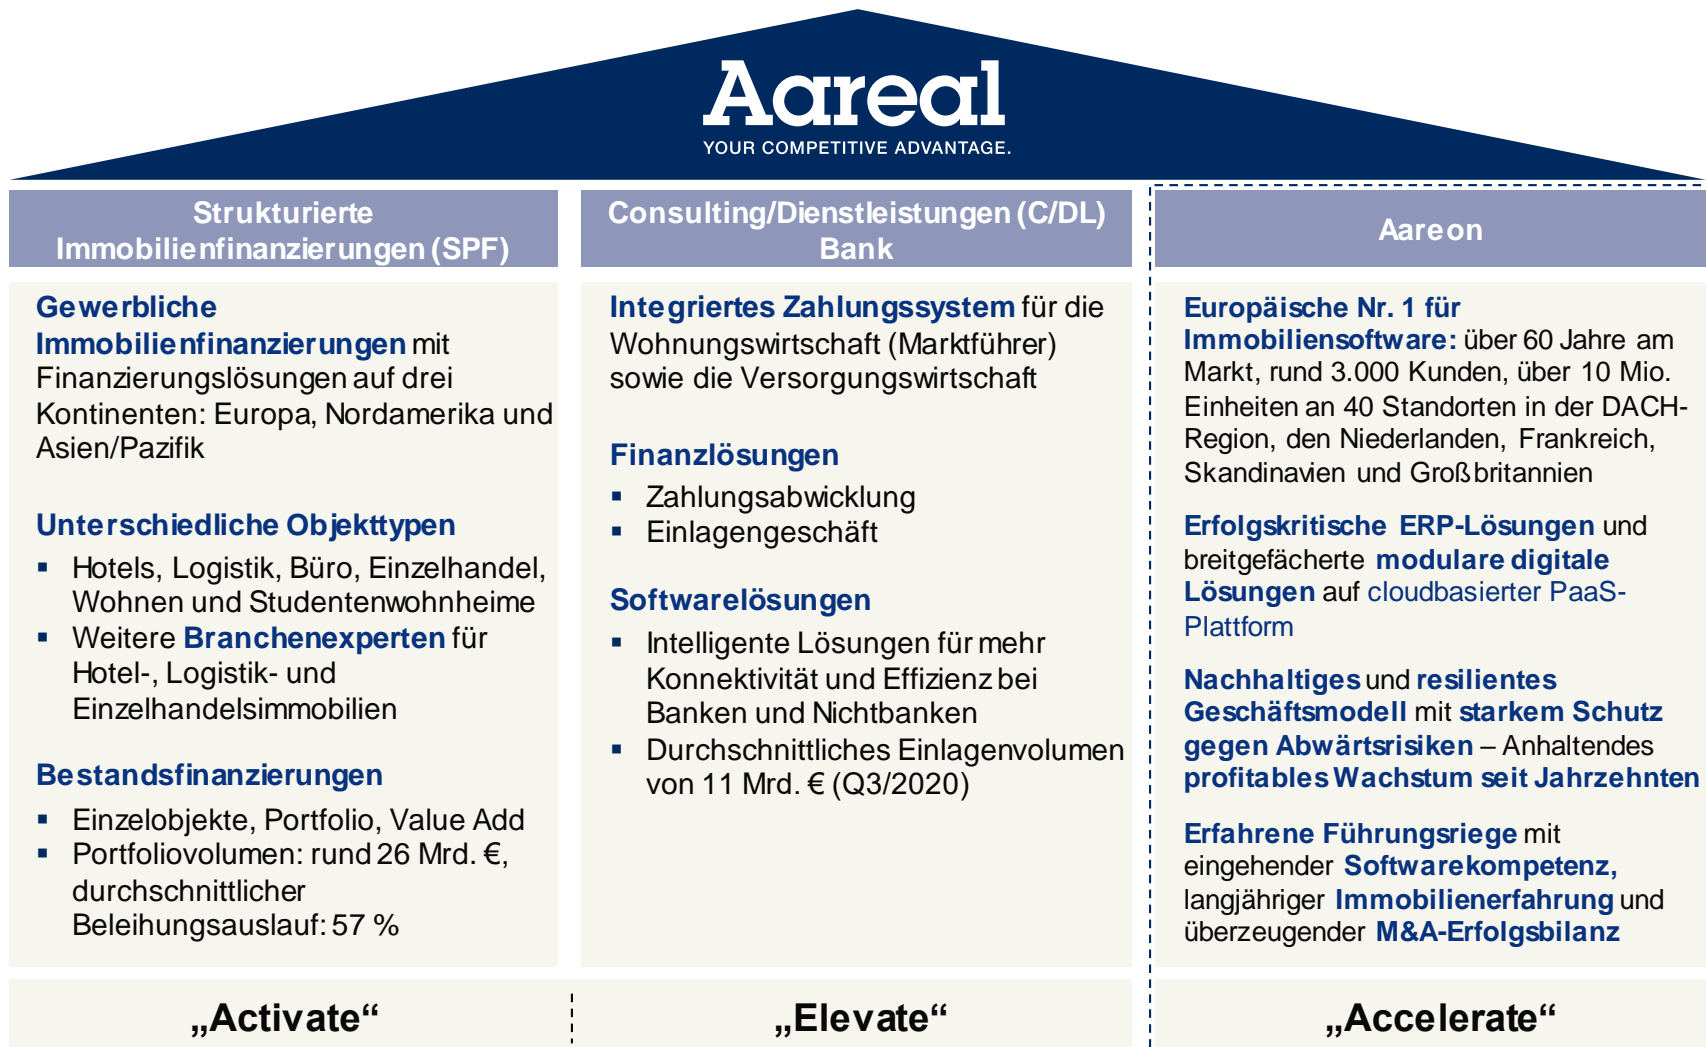 Aareal
YOUR COMPETITIVE ADVANTAGE.
Strukturierte
Immobilienfinanzierungen (SPF)
Gewerbliche
Immobilienfinanzierungen mit
Finanzierungslösungen auf drei
Kontinenten: Europa, Nordamerika und
Asien/Pazifik
Unterschiedliche Objekttypen
▪ Hotels, Logistik, Büro, Einzelhandel,
Wohnen und Studentenwohnheime
▪ Weitere Branchenexperten für
Hotel-, Logistik- und
Einzelhandelsimmobilien
Bestandsfinanzierungen
▪ Einzelobjekte, Portfolio, Value Add
▪ Portfoliovolumen: rund 26 Mrd. €,
durchschnittlicher
Beleihungsauslauf: 57 %
„Activate“
Consulting/Dienstleistungen (C/DL)
Bank
Integriertes Zahlungssystem für die
Wohnungswirtschaft (Marktführer)
sowie die Versorgungswirtschaft
Finanzlösungen
▪ Zahlungsabwicklung
▪ Einlagengeschäft
Softwarelösungen
▪ Intelligente Lösungen für mehr
Konnektivität und Effizienz bei
Banken und Nichtbanken
▪ Durchschnittliches Einlagenvolumen
von 11 Mrd. € (Q3/2020)
„Elevate“
Aareon
Europäische Nr. 1 für
Immobiliensoftware: über 60 Jahre am
Markt, rund 3.000 Kunden, über 10 Mio.
Einheiten an 40 Standorten in der DACH-
Region, den Niederlanden, Frankreich,
Skandinavien und Großbritannien
Erfolgskritische ERP-Lösungen und
breitgefächerte modulare digitale
Lösungen auf cloudbasierter PaaS-
Plattform
Nachhaltiges und resilientes
Geschäftsmodell mit starkem Schutz
gegen Abwärtsrisiken – Anhaltendes
profitables Wachstum seit Jahrzehnten
Erfahrene Führungsriege mit
eingehender Softwarekompetenz,
langjähriger Immobilienerfahrung und
überzeugender M&A-Erfolgsbilanz
„Accelerate“